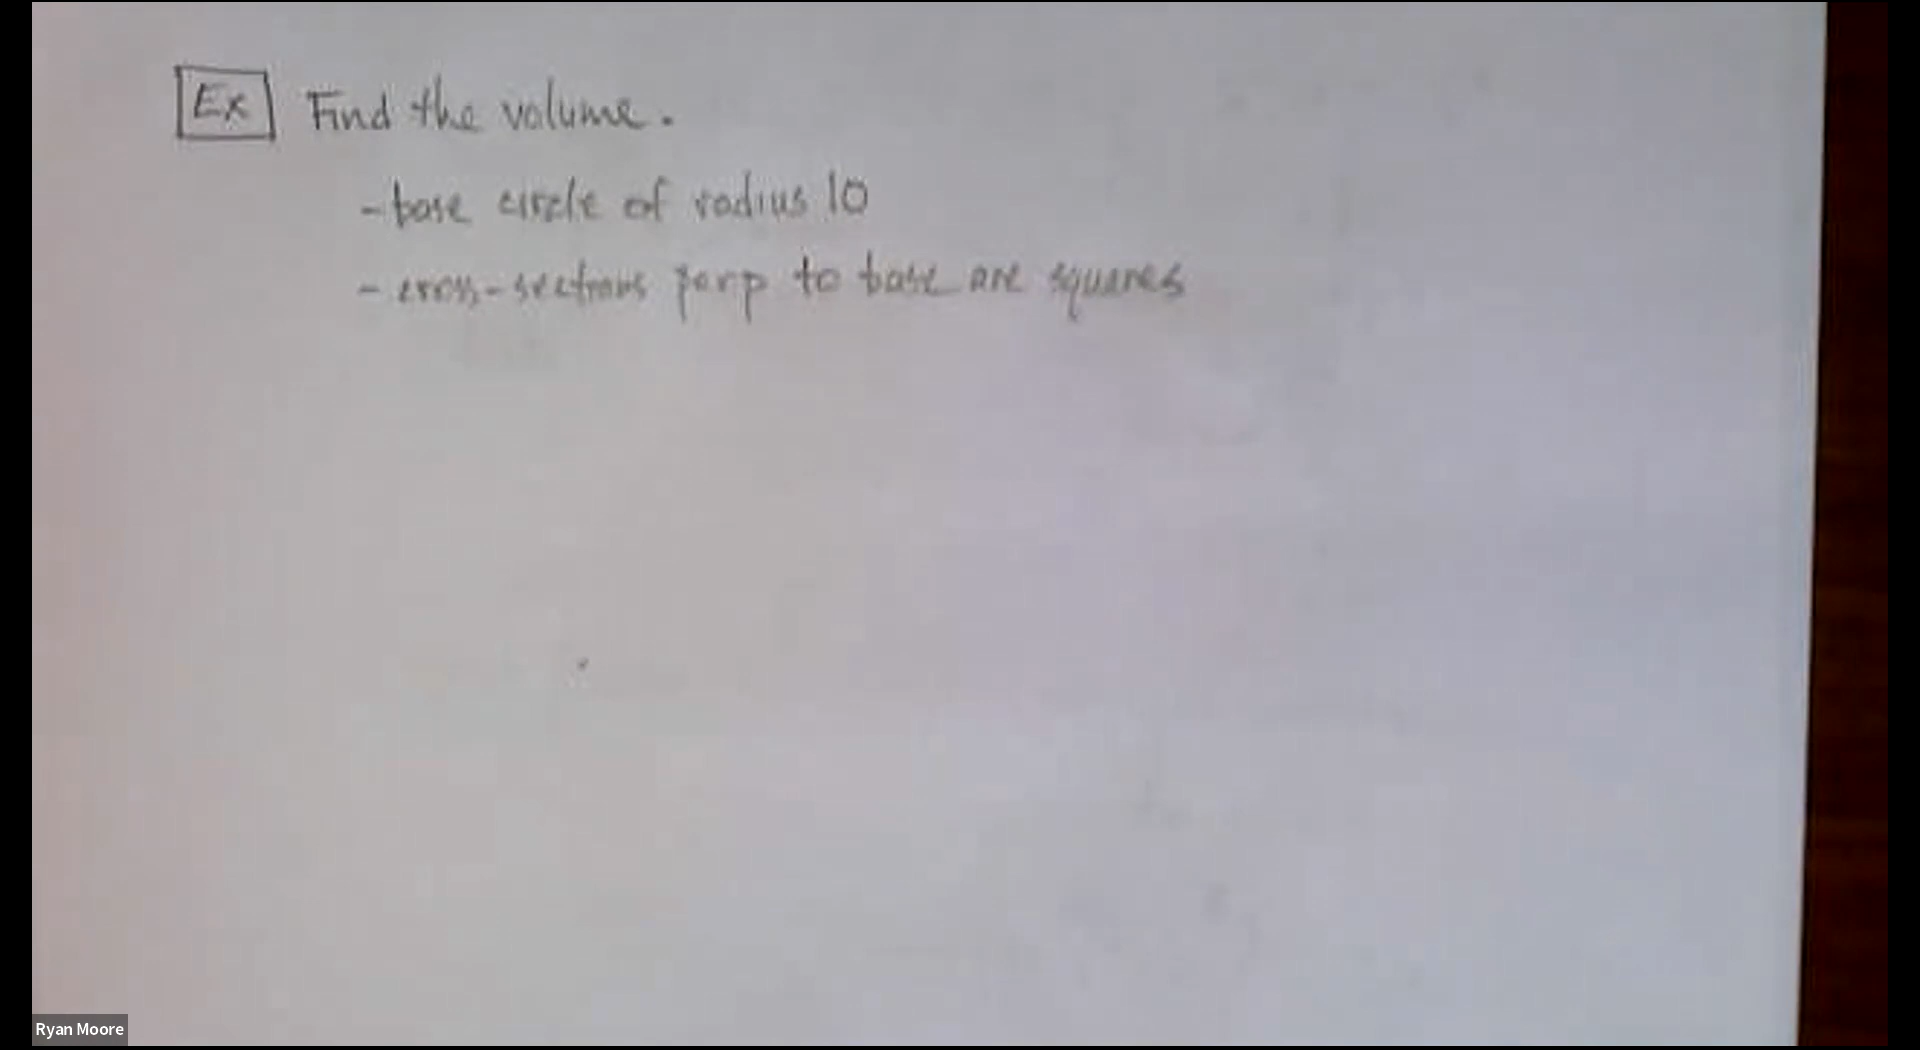 Ex Find the volume.
- base circle of radius 10
- cross-sections perp to base are squares
Ryan Moore